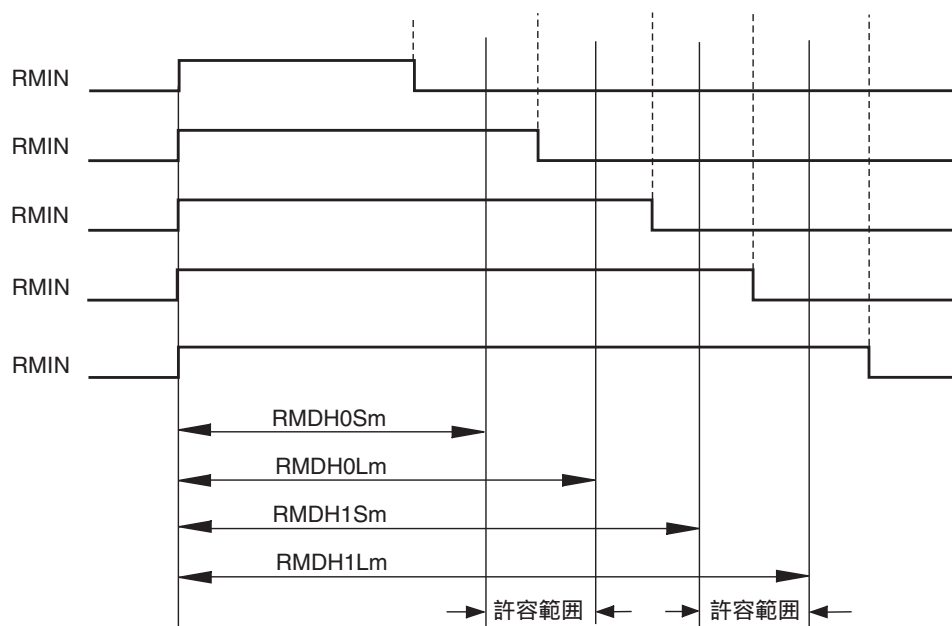 RMIN
RMIN
RMIN
RMIN
RMIN
RMDH0Sm
RMDH0Lm
RMDH1Sm
RMDH1Lm
許容範囲 許容範囲